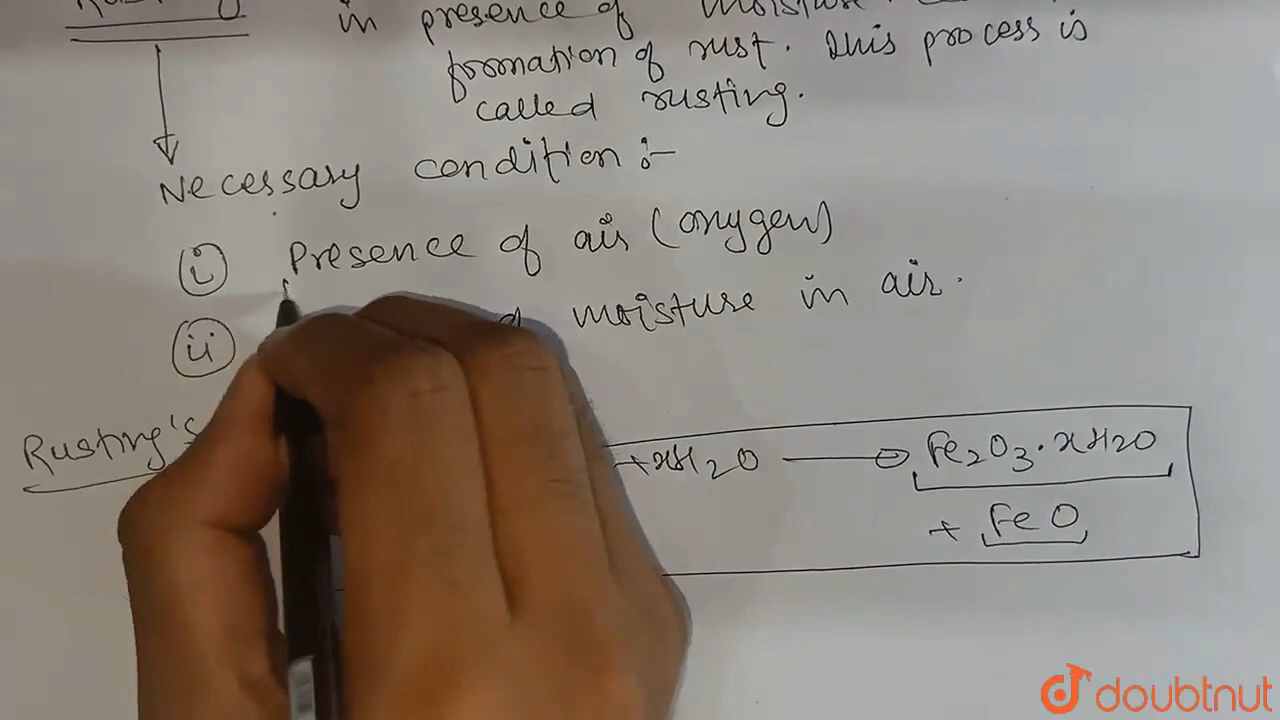 in presence of
formation of rust. This process is
called rusting.
Necessary condition :-
i Presence of air (oxygen)
ii moisture in air.
Rusting's +xH2O → Fe2O3.xH2O
+ FeO
doubtnut